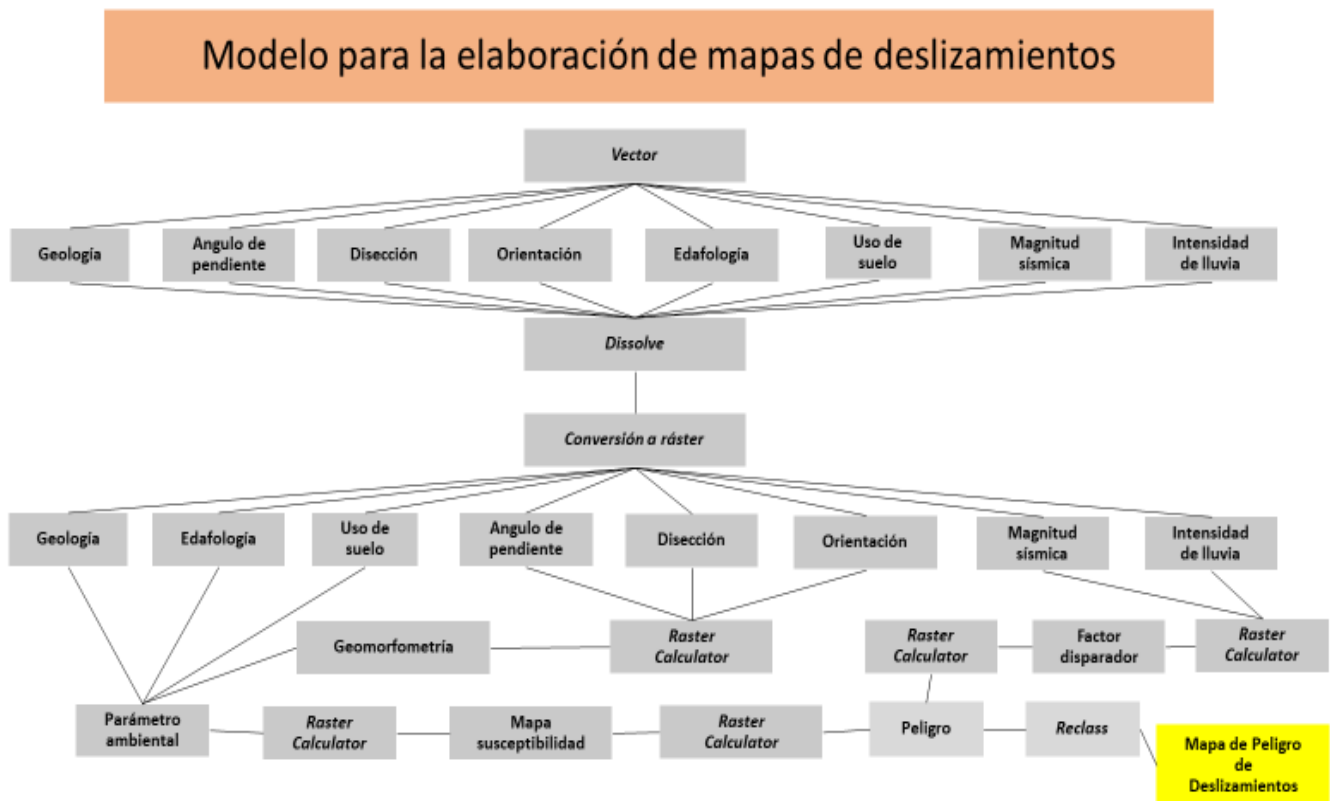 Modelo para la elaboración de mapas de deslizamientos
Vector
Geología
Angulo de
pendiente
Disección
Orientación
Edafología
Uso de
suelo
Magnitud
sísmica
Intensidad
de lluvia
Dissolve
Conversión a ráster
Geología
Edafología
Uso de
suelo
Angulo de
pendiente
Disección
Orientación
Magnitud
sísmica
Intensidad
de lluvia
Geomorfometría
Raster
Calculator
Raster
Calculator
Factor
disparador
Raster
Calculator
Parámetro
ambiental
Raster
Calculator
Mapa
susceptibilidad
Raster
Calculator
Peligro
Reclass
Mapa de Peligro
de
Deslizamientos